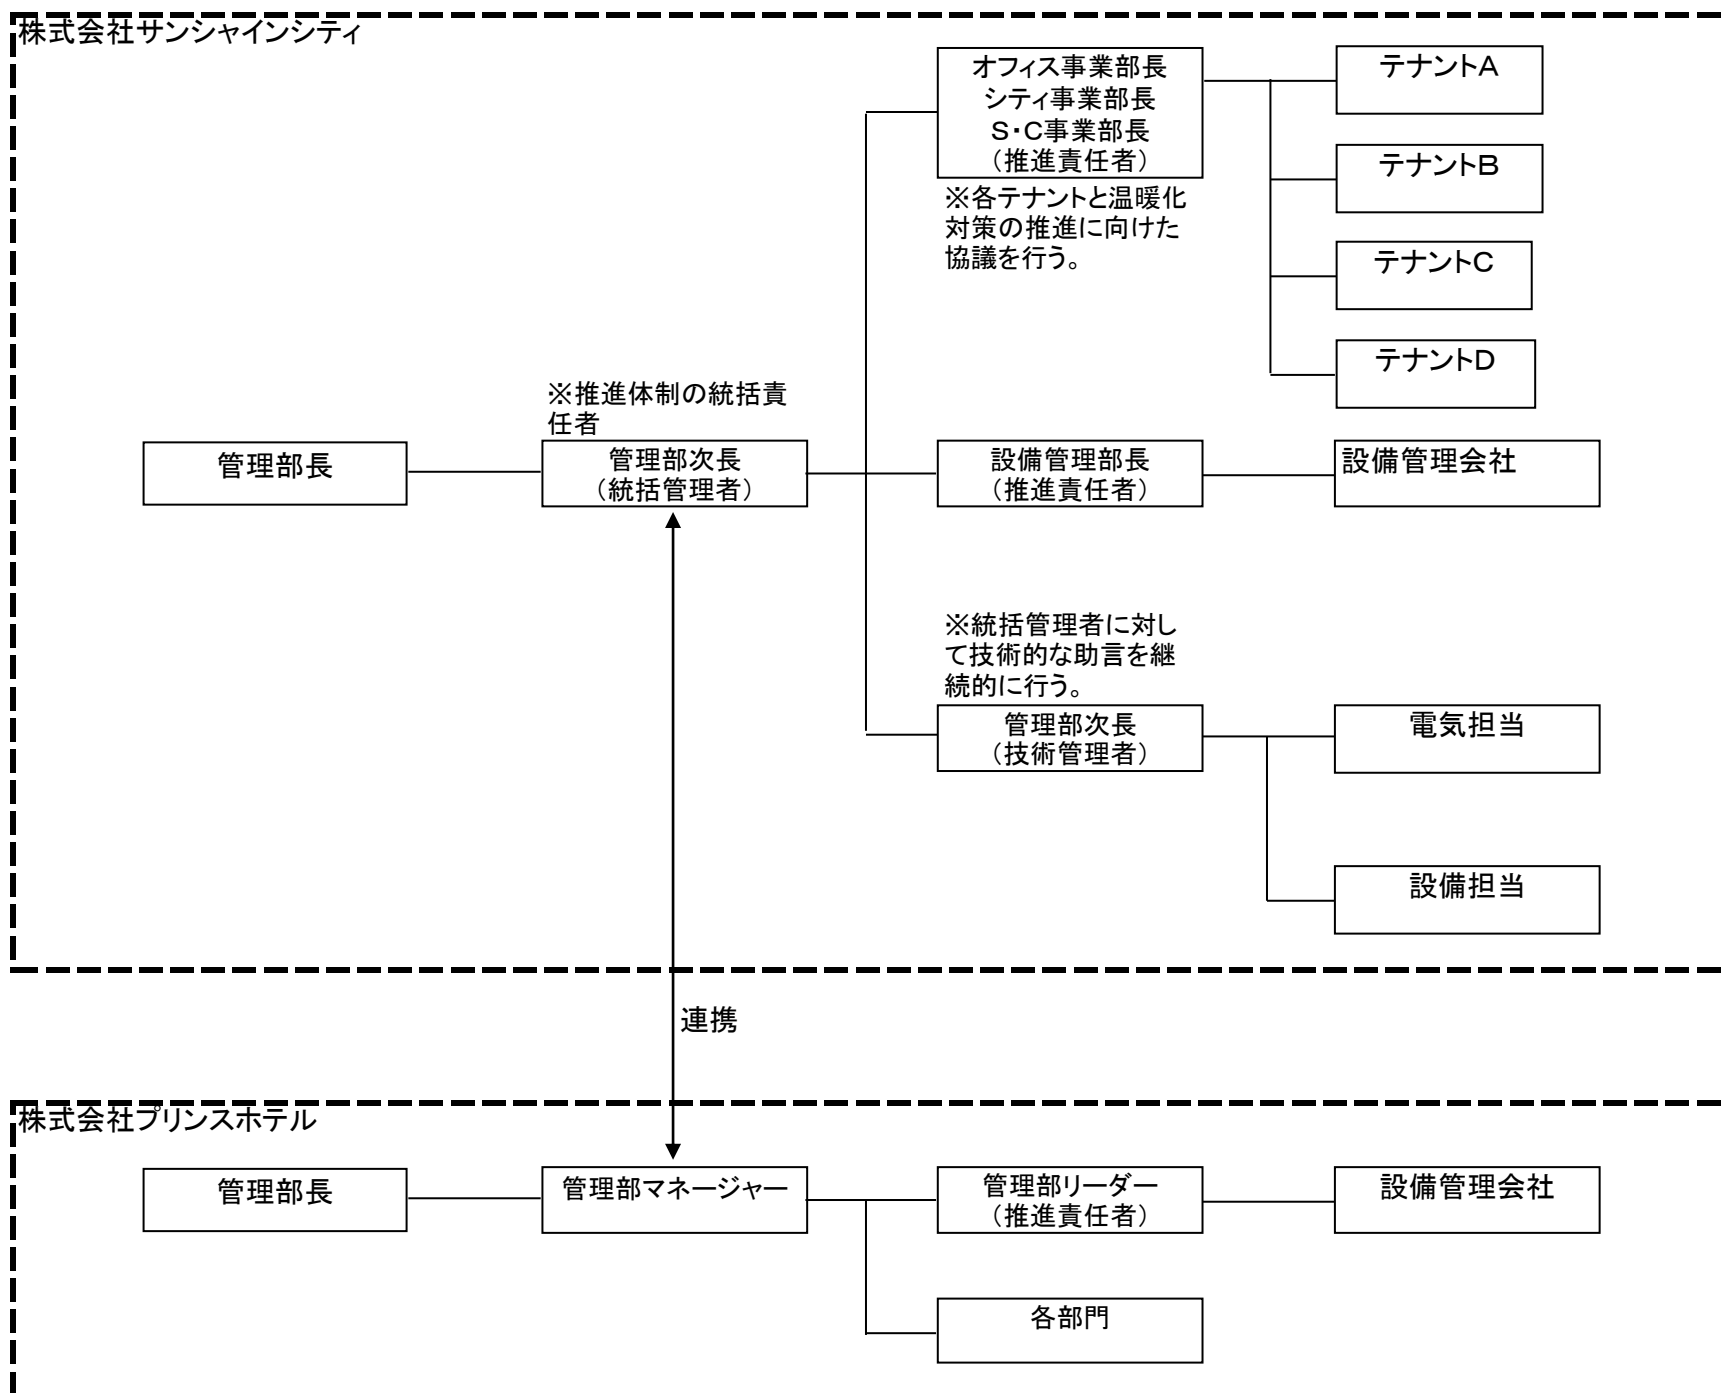 株式会社サンシャインシティ
オフィス事業部長
シティ事業部長
S・C事業部長
（推進責任者）
※各テナントと温暖化
対策の推進に向けた
協議を行う。
テナントA
テナントB
テナントC
テナントD
※推進体制の統括責
任者
管理部長
管理部次長
（統括管理者）
設備管理部長
（推進責任者）
設備管理会社
※統括管理者に対し
て技術的な助言を継
続的に行う。
管理部次長
（技術管理者）
電気担当
設備担当
連携
株式会社プリンスホテル
管理部長
管理部マネージャー
管理部リーダー
（推進責任者）
設備管理会社
各部門